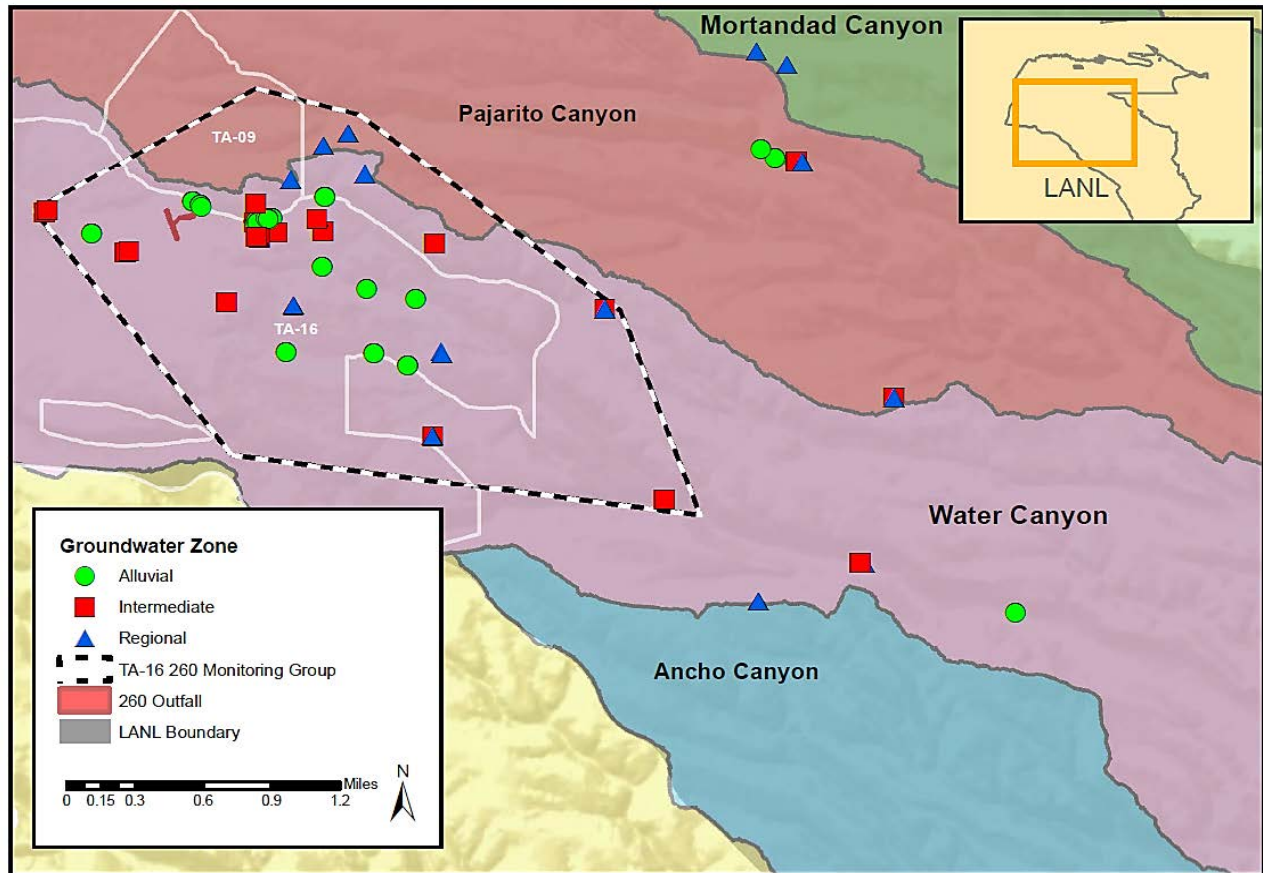 Mortandad Canyon
Pajarito Canyon
TA-09
LANL
TA-16
Water Canyon
Ancho Canyon
Groundwater Zone
Alluvial
Intermediate
Regional
TA-16 260 Monitoring Group
260 Outfall
LANL Boundary
Miles
0 0.15 0.3 0.6 0.9 1.2
N